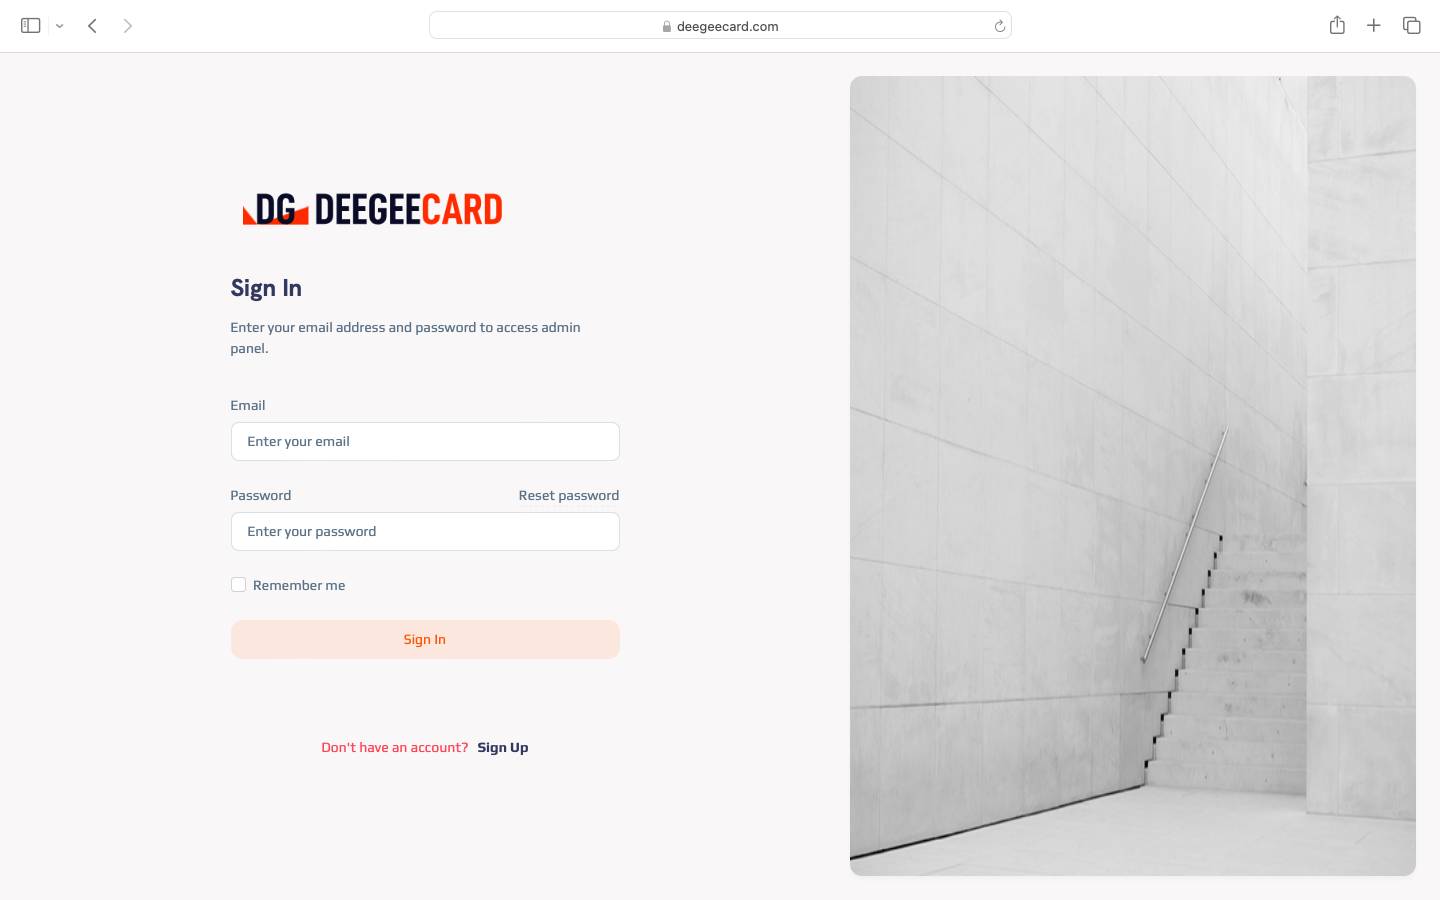 deegeecard.com
DG DEEGEECARD
Sign In
Enter your email address and password to access admin
panel.
Email
Enter your email
Password Reset password
Enter your password
Remember me
Sign In
Don't have an account? Sign Up